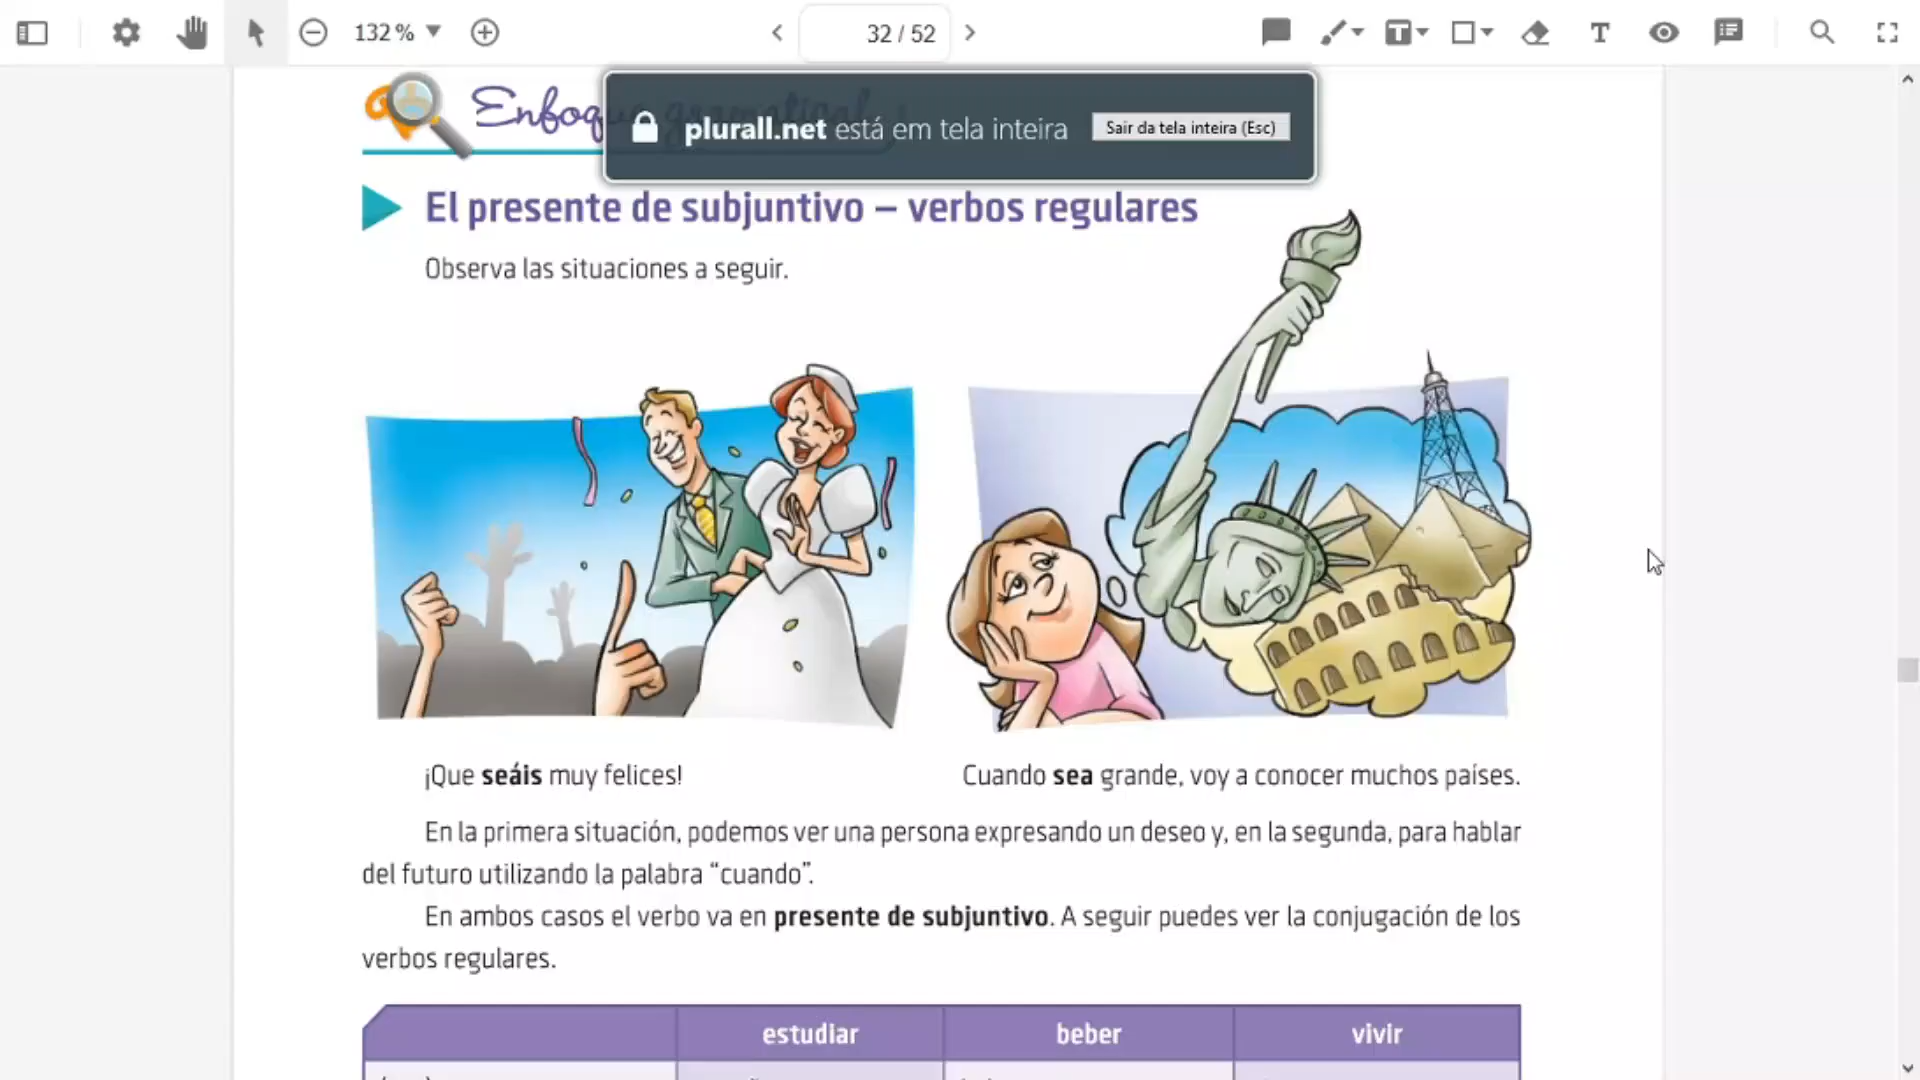 132 %
32 / 52
Enfoque gramatical
plurall.net está em tela inteira
Sair da tela inteira (Esc)
El presente de subjuntivo – verbos regulares
Observa las situaciones a seguir.
¡Que seáis muy felices!
Cuando sea grande, voy a conocer muchos países.
En la primera situación, podemos ver una persona expresando un deseo y, en la segunda, para hablar
del futuro utilizando la palabra “cuando”.
En ambos casos el verbo va en presente de subjuntivo. A seguir puedes ver la conjugación de los
verbos regulares.
estudiar beber vivir